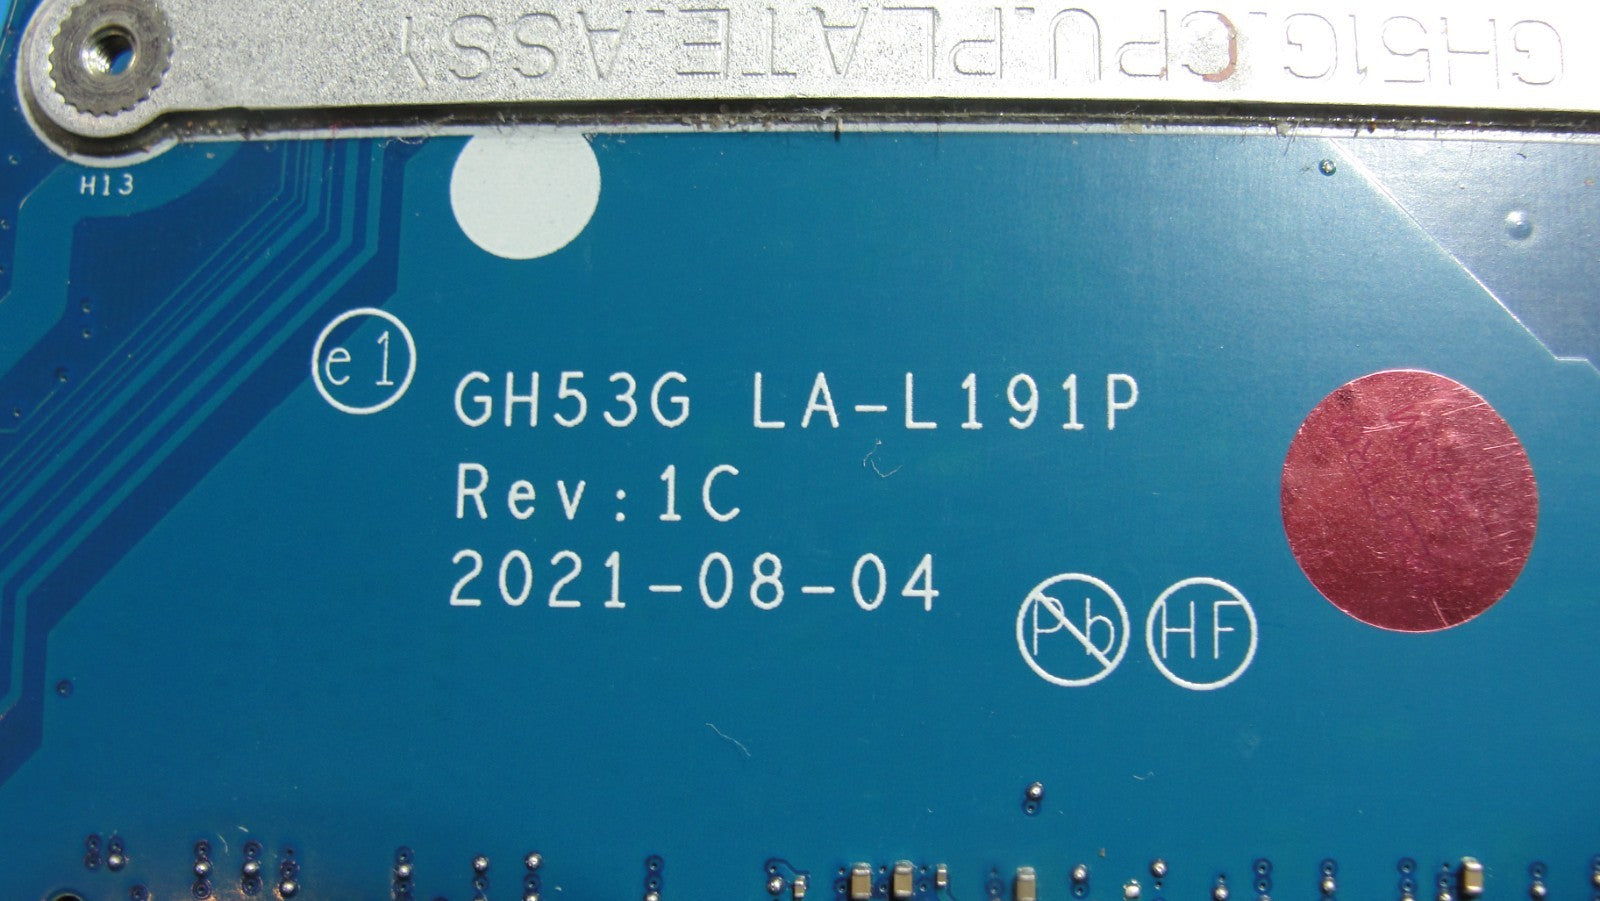 GH51G CPU PLATE ASSY
H13
e1
GH53G LA-L191P
Rev:1C
2021-08-04
Pb HF